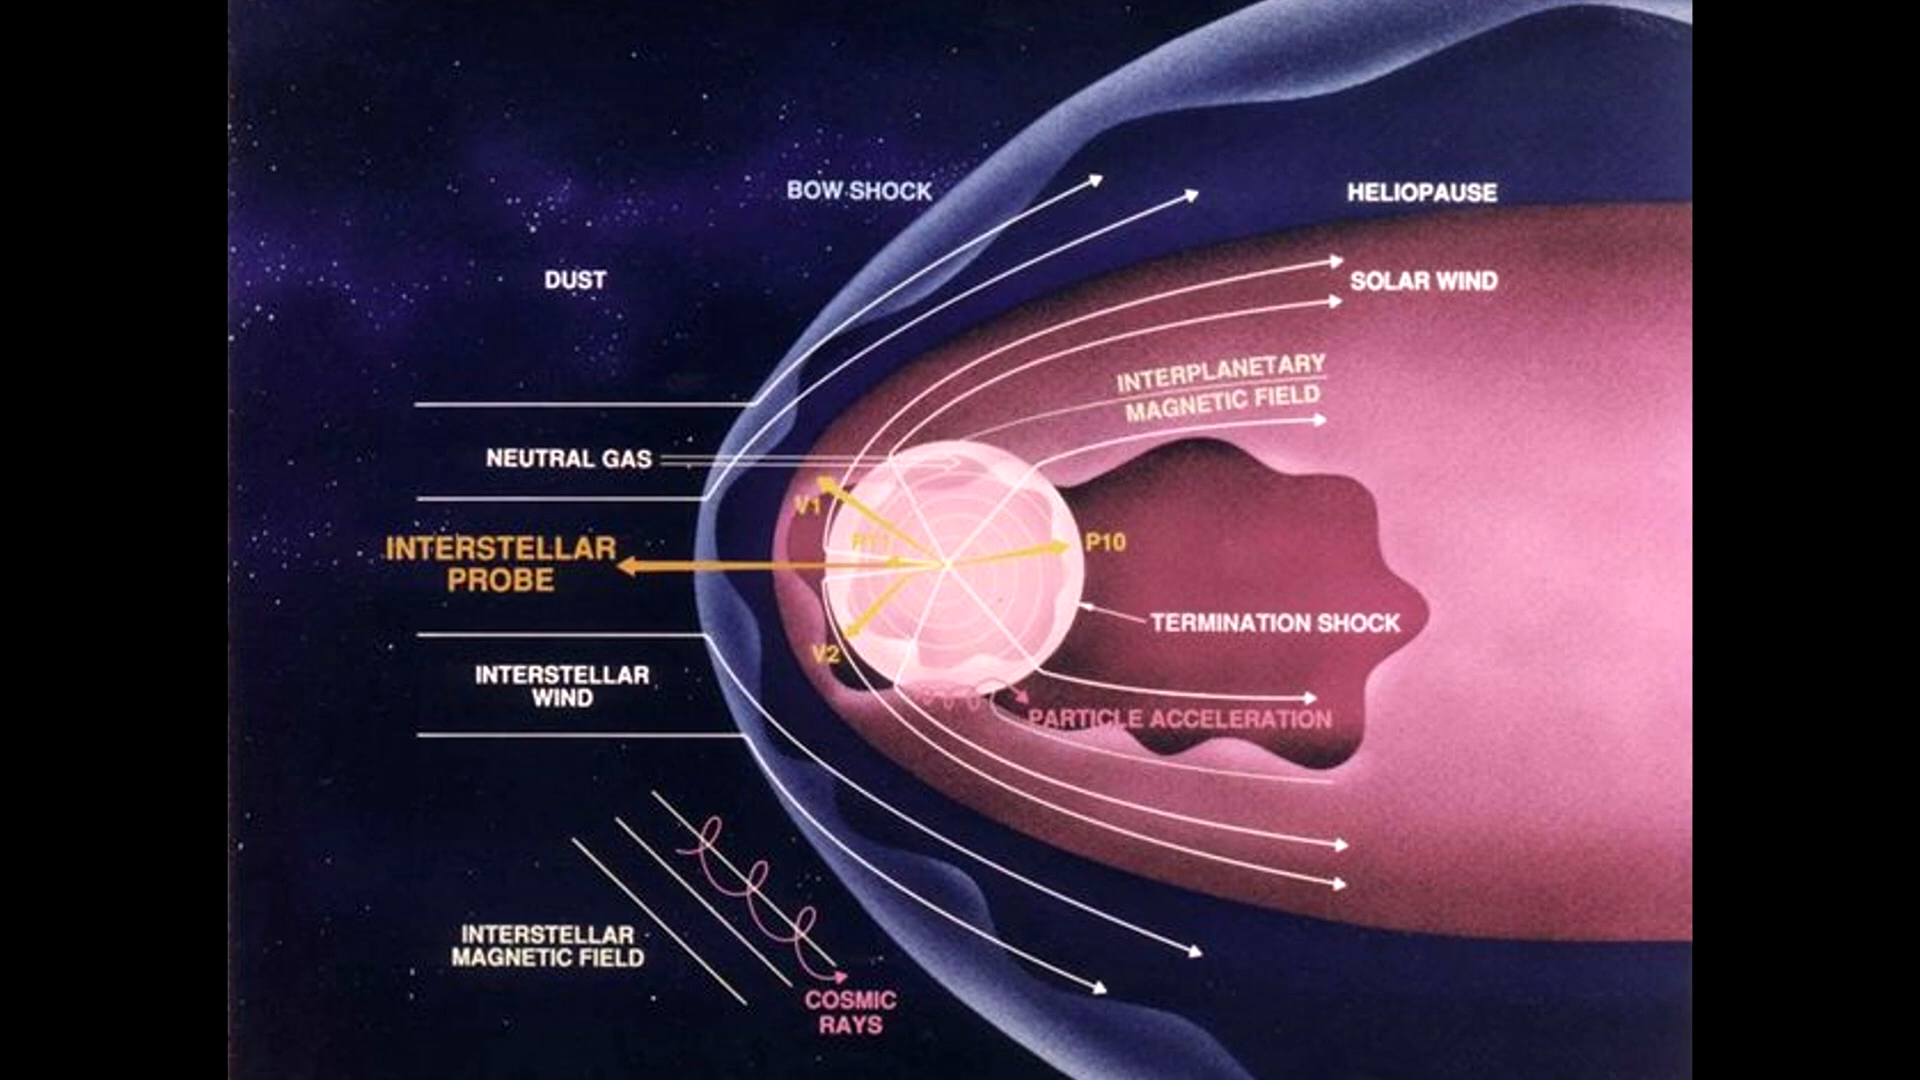 BOW SHOCK
HELIOPAUSE
DUST
SOLAR WIND
INTERPLANETARY
MAGNETIC FIELD
NEUTRAL GAS
V1
INTERSTELLAR
PROBE
P10
TERMINATION SHOCK
V2
INTERSTELLAR
WIND
PARTICLE ACCELERATION
INTERSTELLAR
MAGNETIC FIELD
COSMIC
RAYS